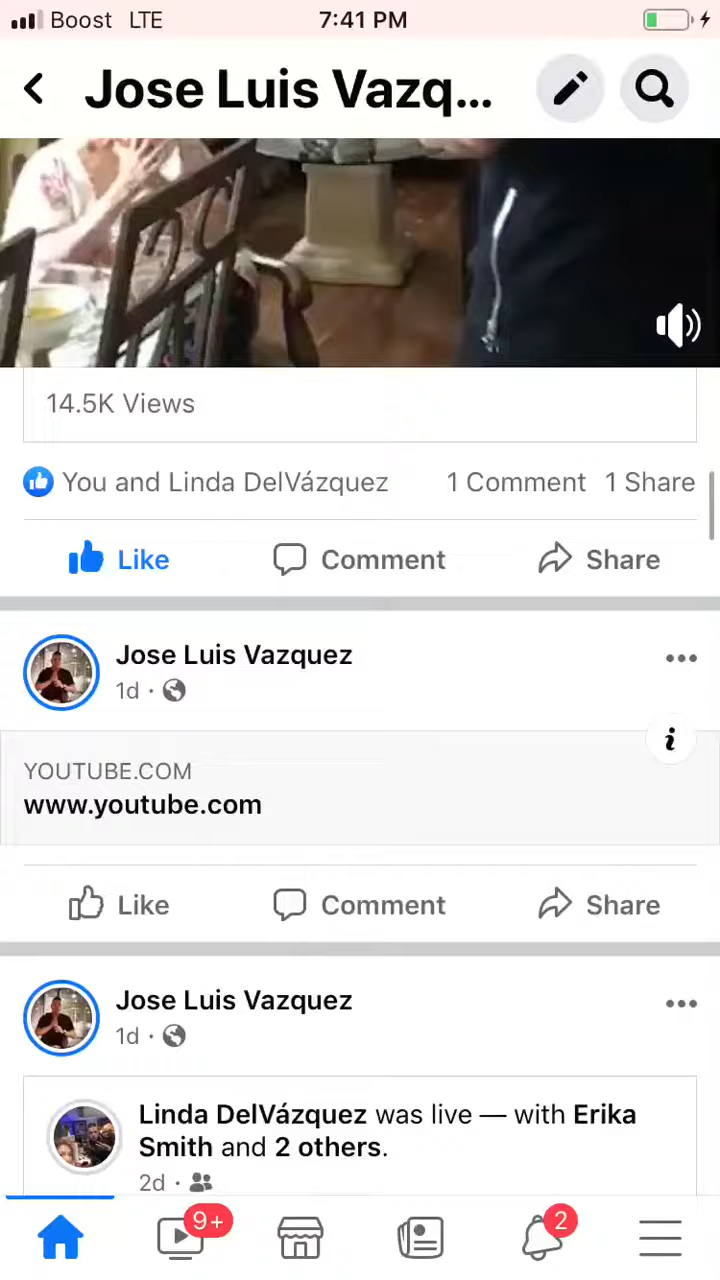 Boost LTE 7:41 PM
Jose Luis Vazq...
14.5K Views
You and Linda DelVázquez 1 Comment 1 Share
Like Comment Share
Jose Luis Vazquez
1d ·
YOUTUBE.COM
www.youtube.com
Like Comment Share
Jose Luis Vazquez
1d ·
Linda DelVázquez was live — with Erika
Smith and 2 others.
2d ·
9+ 2